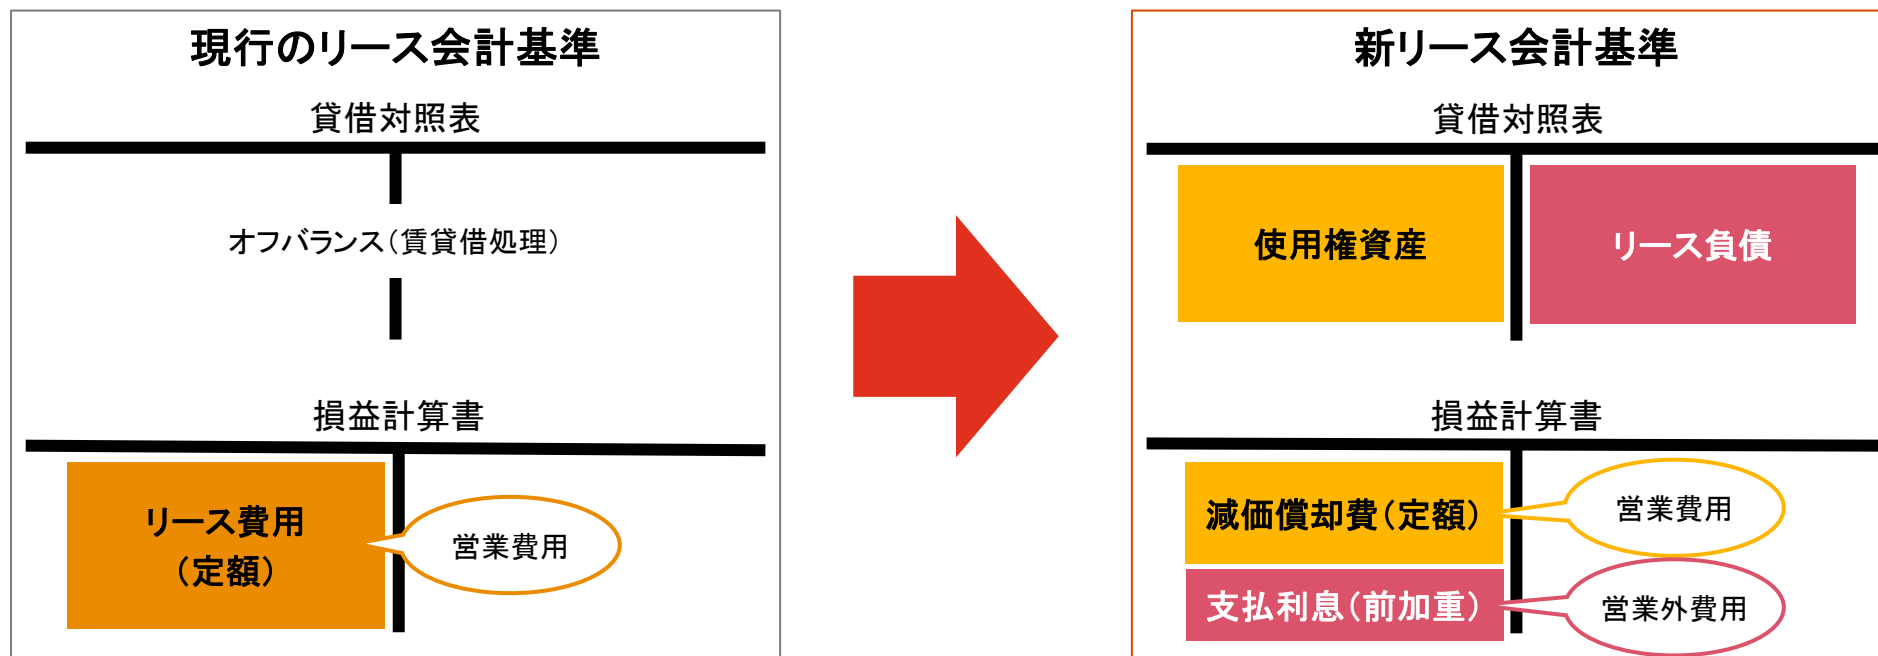 現行のリース会計基準
貸借対照表
オフバランス（賃貸借処理）
損益計算書
リース費用
（定額）
営業費用
新リース会計基準
貸借対照表
使用権資産
リース負債
損益計算書
減価償却費（定額）
営業費用
支払利息（前加重）
営業外費用